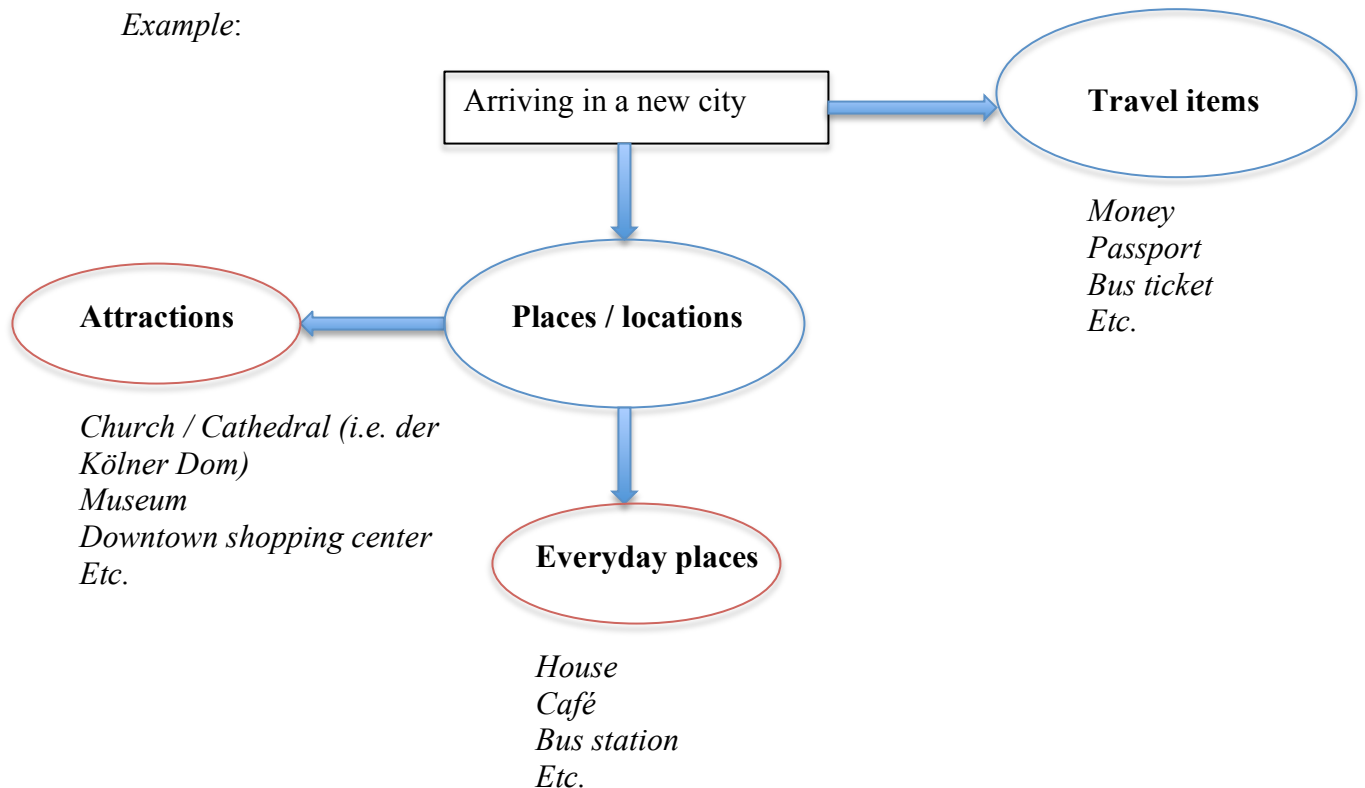 Example:
Arriving in a new city
Travel items
Money
Passport
Bus ticket
Etc.
Places / locations
Attractions
Church / Cathedral (i.e. der
Kölner Dom)
Museum
Downtown shopping center
Etc.
Everyday places
House
Café
Bus station
Etc.